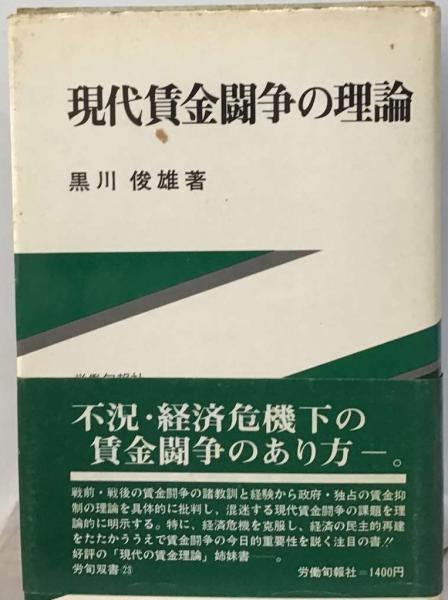 現代賃金闘争の理論
黒川俊雄著
不況・経済危機下の
賃金闘争のあり方―。
戦前・戦後の賃金闘争の諸教訓と経験から政府・独占の賃金抑
制の理論を具体的に批判し、混迷する現代賃金闘争の課題を理
論的に明示する。特に、経済危機を克服し、経済の民主的再建
をたたかううえで賃金闘争の今日的重要性を説く注目の書!!
好評の「現代の賃金理論」姉妹書――。
労旬双書・23 労働旬報社=1400円